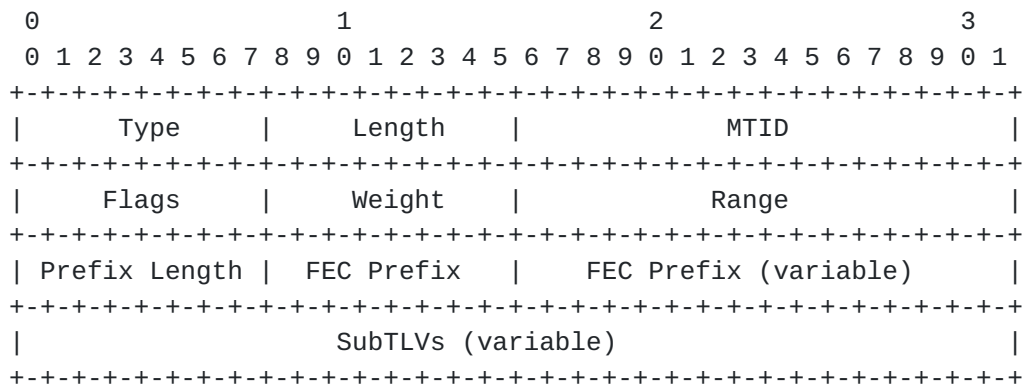 0                   1                   2                   3
 0 1 2 3 4 5 6 7 8 9 0 1 2 3 4 5 6 7 8 9 0 1 2 3 4 5 6 7 8 9 0 1
+-+-+-+-+-+-+-+-+-+-+-+-+-+-+-+-+-+-+-+-+-+-+-+-+-+-+-+-+-+-+-+-+
|      Type     |     Length    |             MTID              |
+-+-+-+-+-+-+-+-+-+-+-+-+-+-+-+-+-+-+-+-+-+-+-+-+-+-+-+-+-+-+-+-+
|     Flags     |     Weight    |            Range              |
+-+-+-+-+-+-+-+-+-+-+-+-+-+-+-+-+-+-+-+-+-+-+-+-+-+-+-+-+-+-+-+-+
| Prefix Length |  FEC Prefix   |    FEC Prefix (variable)      |
+-+-+-+-+-+-+-+-+-+-+-+-+-+-+-+-+-+-+-+-+-+-+-+-+-+-+-+-+-+-+-+-+
|                    SubTLVs (variable)                         |
+-+-+-+-+-+-+-+-+-+-+-+-+-+-+-+-+-+-+-+-+-+-+-+-+-+-+-+-+-+-+-+-+